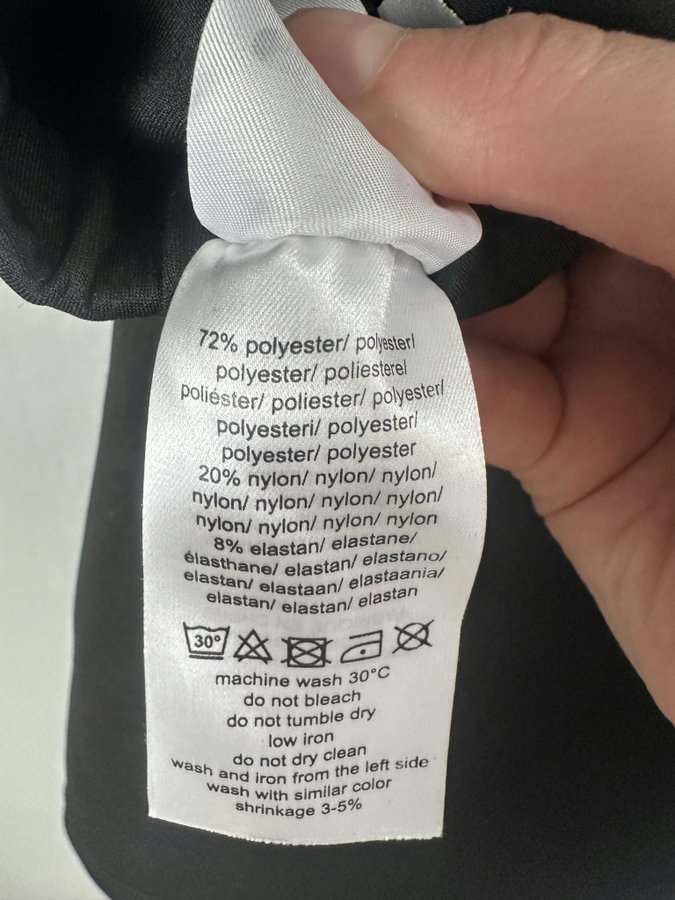 72% polyester/ polyester/
polyester/ poliesterel
poliéster/ poliester/ polyester/
polyesteri/ polyester/
polyester/ polyester
20% nylon/ nylon/ nylon/
nylon/ nylon/ nylon/ nylon/
nylon/ nylon/ nylon/ nylon
8% elastan/ elastane/
élasthane/ elastan/ elastano/
elastan/ elastaan/ elastaania/
elastan/ elastan/ elastan
30°
machine wash 30°C
do not bleach
do not tumble dry
low iron
do not dry clean
wash and iron from the left side
wash with similar color
shrinkage 3-5%